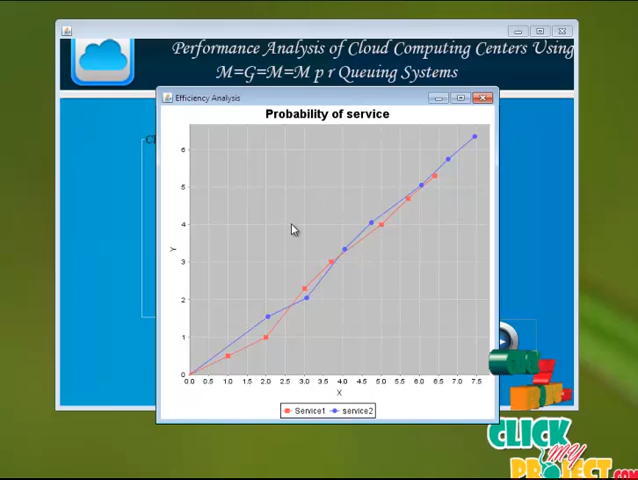 Performance Analysis of Cloud Computing Centers Using
M=G=M=M p r Queuing Systems
Efficiency Analysis
Probability of service
6
5
4
3
2
1
0
Y
0.0 0.5 1.0 1.5 2.0 2.5 3.0 3.5 4.0 4.5 5.0 5.5 6.0 6.5 7.0 7.5
X
Service1 service2
CLICK
MY
PROJECT.COM